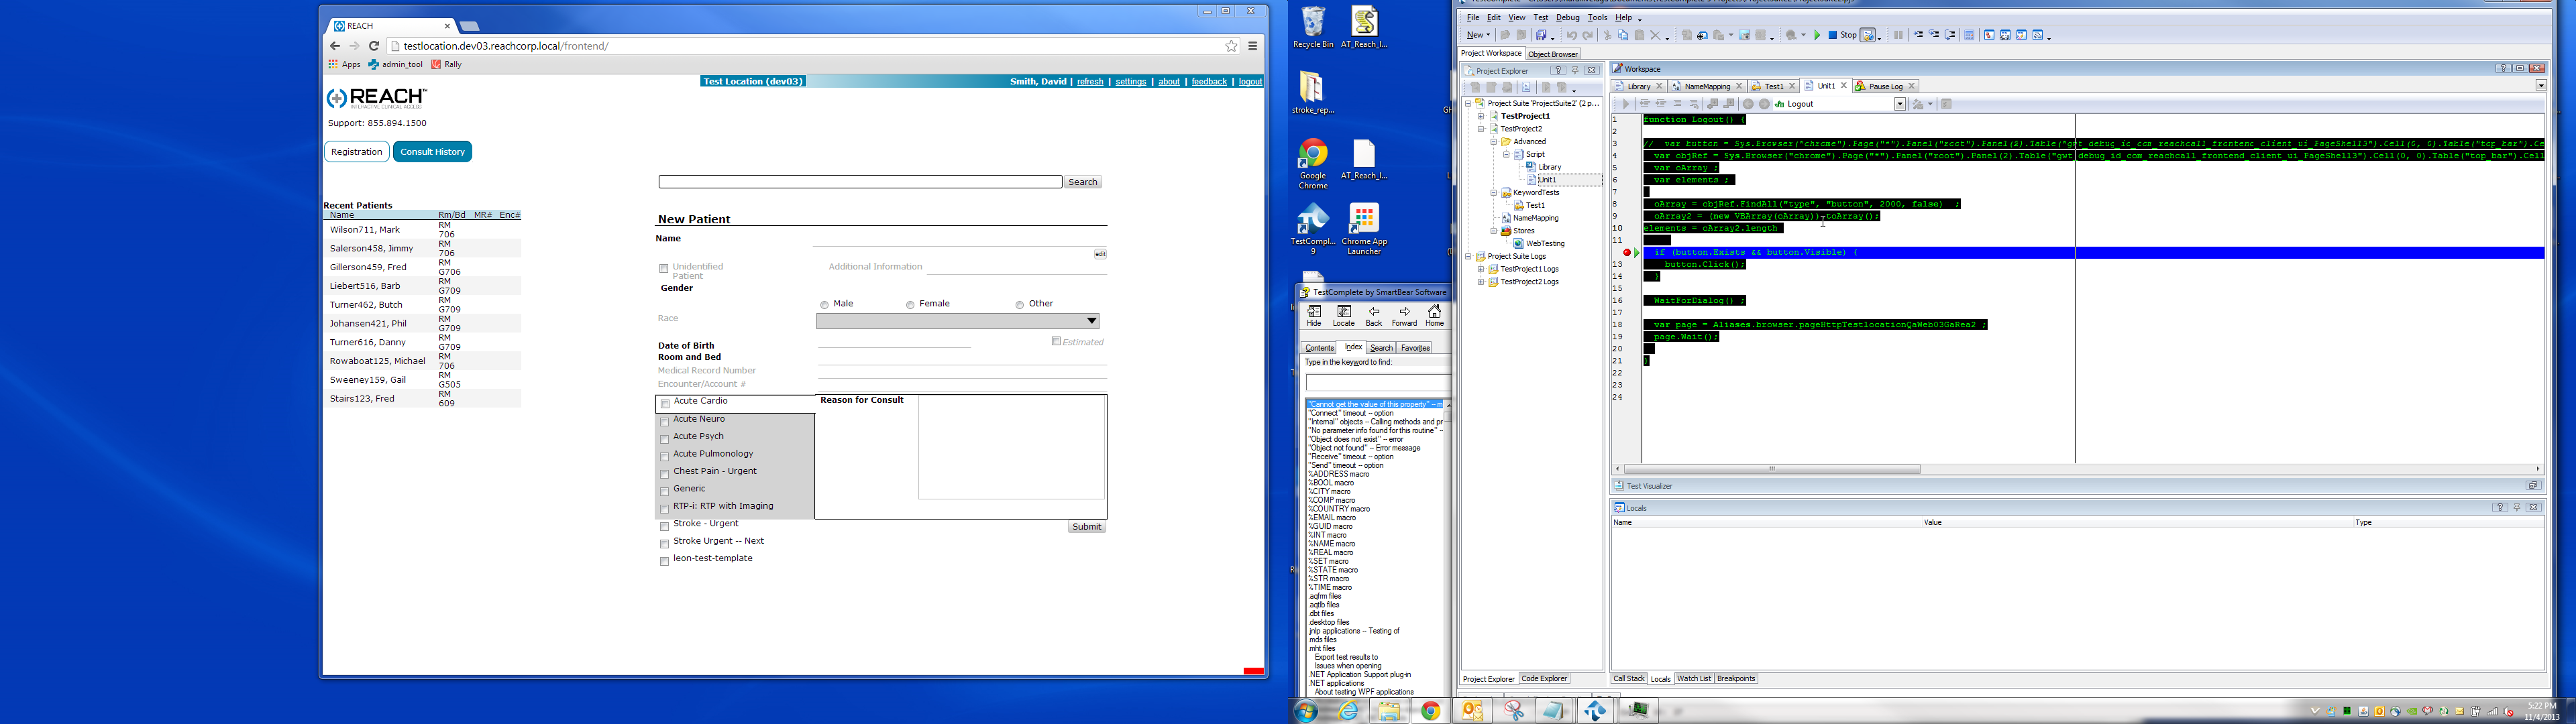 REACH
testlocation.dev03.reachcorp.local/frontend/
Apps admin_tool Rally
Test Location (dev03)
Smith, David | refresh | settings | about | feedback | logout
REACH
INTERACTIVE CLINICAL ACCESS
Support: 855.894.1500
Registration Consult History
Search
Recent Patients
Name Rm/Bd MR# Enc#
Wilson711, Mark RM 706
Salerson458, Jimmy RM 706
Gillerson459, Fred RM G706
Liebert516, Barb RM G709
Turner462, Butch RM G709
Johansen421, Phil RM G709
Turner616, Danny RM G709
Rowaboat125, Michael RM 706
Sweeney159, Gail RM G505
Stairs123, Fred RM 609
New Patient
Name
edit
Unidentified Patient
Additional Information
Gender
Male Female Other
Race
Date of Birth
Estimated
Room and Bed
Medical Record Number
Encounter/Account #
Acute Cardio
Acute Neuro
Acute Psych
Acute Pulmonology
Chest Pain - Urgent
Generic
RTP-i: RTP with Imaging
Stroke - Urgent
Stroke Urgent -- Next
leon-test-template
Reason for Consult
Submit
Recycle Bin
AT_Reach_I...
stroke_rep...
Google Chrome
AT_Reach_I...
TestCompl... 9
Chrome App Launcher
TestComplete by SmartBear Software
Hide Locate Back Forward Home
Contents Index Search Favorites
Type in the keyword to find:
"Cannot get the value of this property" -- m
"Connect" timeout -- option
"Internal" objects -- Calling methods and pr
"No parameter info found for this routine" --
"Object does not exist" -- error
"Object not found" -- Error message
"Receive" timeout -- option
"Send" timeout -- option
%ADDRESS macro
%BOOL macro
%CITY macro
%COMP macro
%COUNTRY macro
%EMAIL macro
%GUID macro
%INT macro
%NAME macro
%REAL macro
%SET macro
%STATE macro
%STR macro
%TIME macro
.aqfm files
.aqtlb files
.dbt files
.desktop files
.jnlp applications -- Testing of
.mds files
.mht files
Export test results to
Issues when opening
.NET Application Support plug-in
.NET applications
About testing WPF applications
File Edit View Test Debug Tools Help
New
Stop
Project Workspace Object Browser
Project Explorer
Project Suite 'ProjectSuite2' (2 p...
TestProject1
TestProject2
Advanced
Script
Library
Unit1
KeywordTests
Test1
NameMapping
Stores
WebTesting
Project Suite Logs
TestProject1 Logs
TestProject2 Logs
Project Explorer Code Explorer
Workspace
Library NameMapping Test1 Unit1 Pause Log
Logout
1 function Logout() {
2
3 // var button = Sys.Browser("chrome").Page("*").Panel("root").Panel(2).Table("gwt_debug_id_com_reachcall_frontend_client_ui_PageShell3").Cell(0, 0).Table("top_bar").Ce
4 var objRef = Sys.Browser("chrome").Page("*").Panel("root").Panel(2).Table("gwt_debug_id_com_reachcall_frontend_client_ui_PageShell3").Cell(0, 0).Table("top_bar").Cell
5 var oArray ;
6 var elements ;
7
8 oArray = objRef.FindAll("type", "button", 2000, false) ;
9 oArray2 = (new VBArray(oArray)).toArray();
10 elements = oArray2.length
11
if (button.Exists && button.Visible) {
13 button.Click();
14 }
15
16 WaitForDialog() ;
17
18 var page = Aliases.browser.pageHttpTestlocationQaWeb03GaRea2 ;
19 page.Wait();
20
21 }
22
23
24
Test Visualizer
Locals
Name Value Type
Call Stack Locals Watch List Breakpoints
5:22 PM
11/4/2013